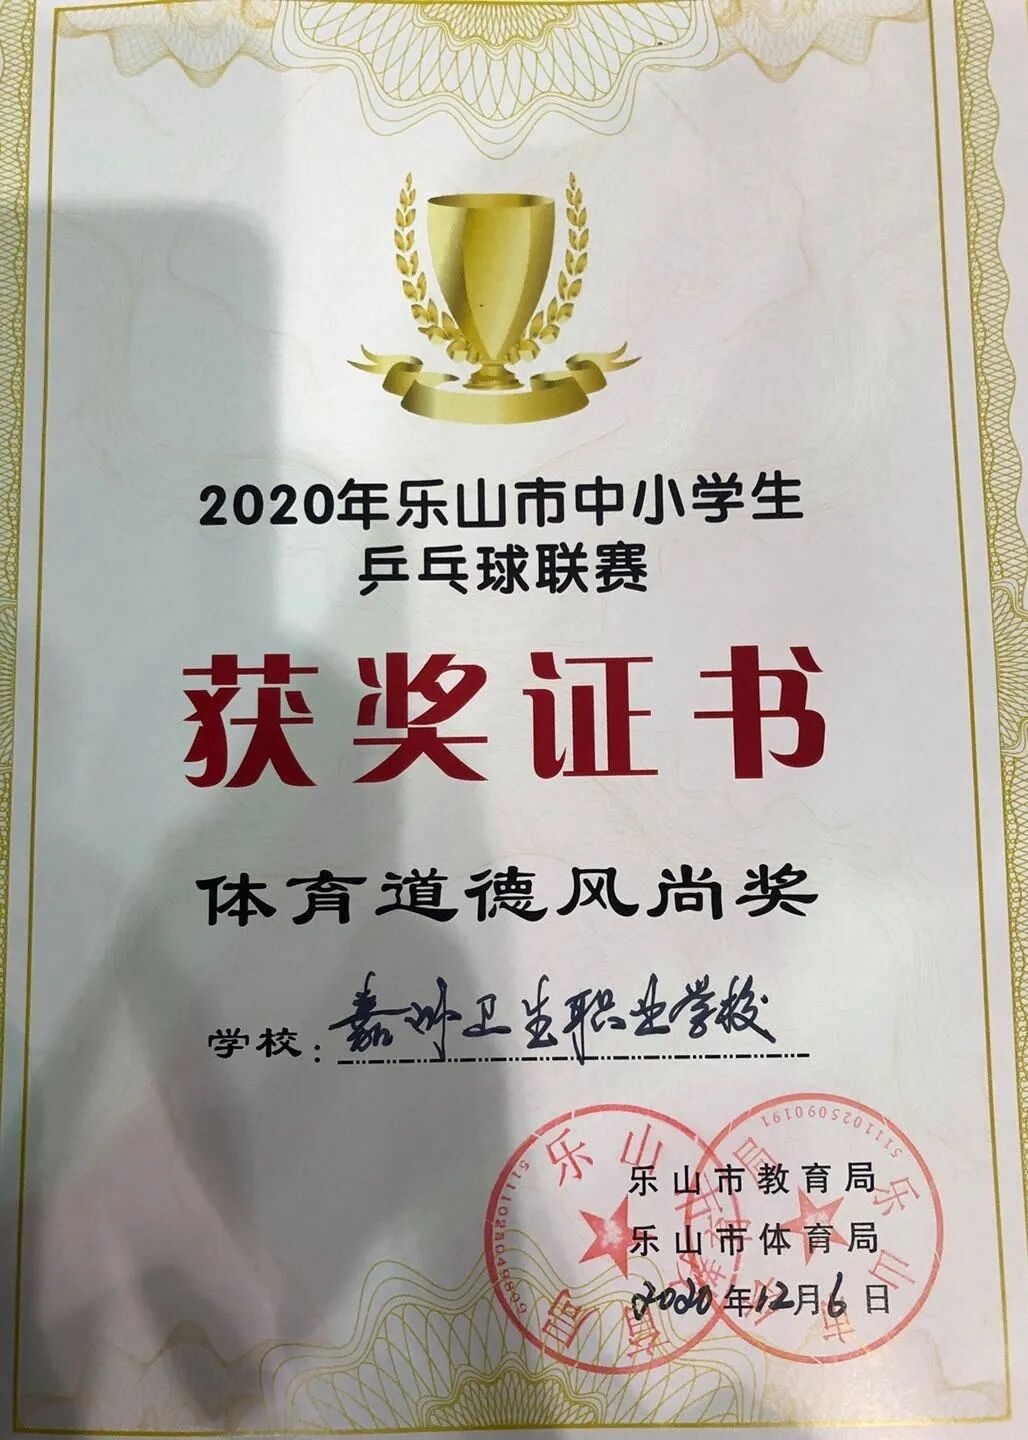 2020年乐山市中小学生
乒乓球联赛
获奖证书
体育道德风尚奖
学校：嘉州卫生职业学校
乐山市教育局
乐山市体育局
2020年12月6日
5111025090191